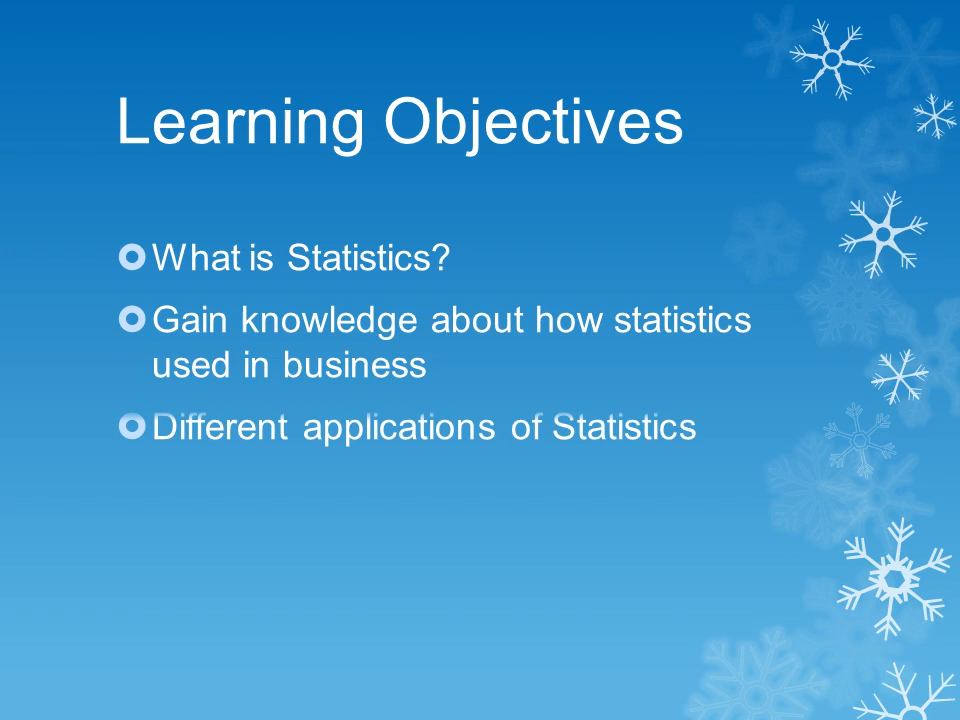 Learning Objectives
What is Statistics?
Gain knowledge about how statistics
used in business
Different applications of Statistics